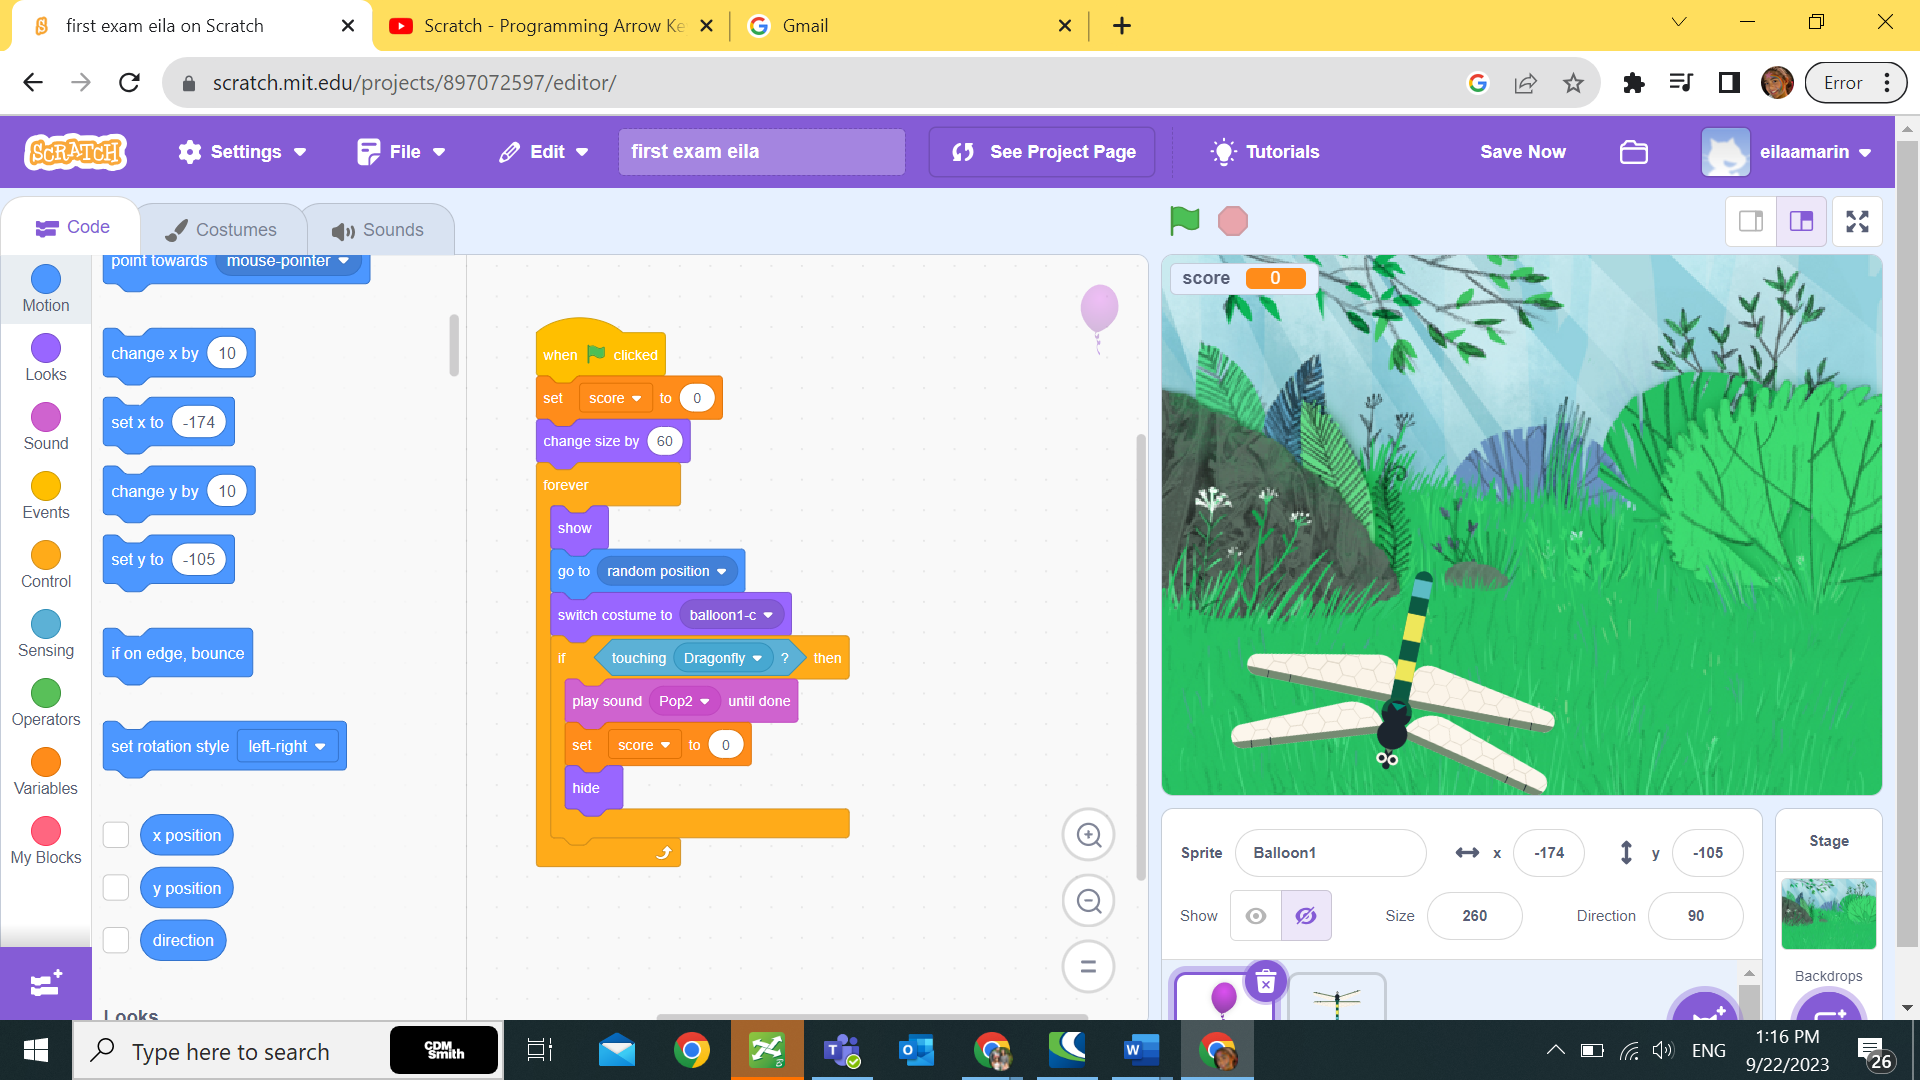 first exam eila on Scratch
Scratch - Programming Arrow Ke
Gmail
scratch.mit.edu/projects/897072597/editor/
Error
SCRATCH
Settings
File
Edit
first exam eila
See Project Page
Tutorials
Save Now
eilaamarin
Code
Costumes
Sounds
Motion
Looks
Sound
Events
Control
Sensing
Operators
Variables
My Blocks
point towards mouse-pointer
change x by 10
set x to -174
change y by 10
set y to -105
if on edge, bounce
set rotation style left-right
x position
y position
direction
Looks
when clicked
set score to 0
change size by 60
forever
show
go to random position
switch costume to balloon1-c
if touching Dragonfly ? then
play sound Pop2 until done
set score to 0
hide
score 0
Sprite Balloon1 x -174 y -105
Show Size 260 Direction 90
Stage
Backdrops
Type here to search
CDM Smith
ENG
1:16 PM
9/22/2023
26